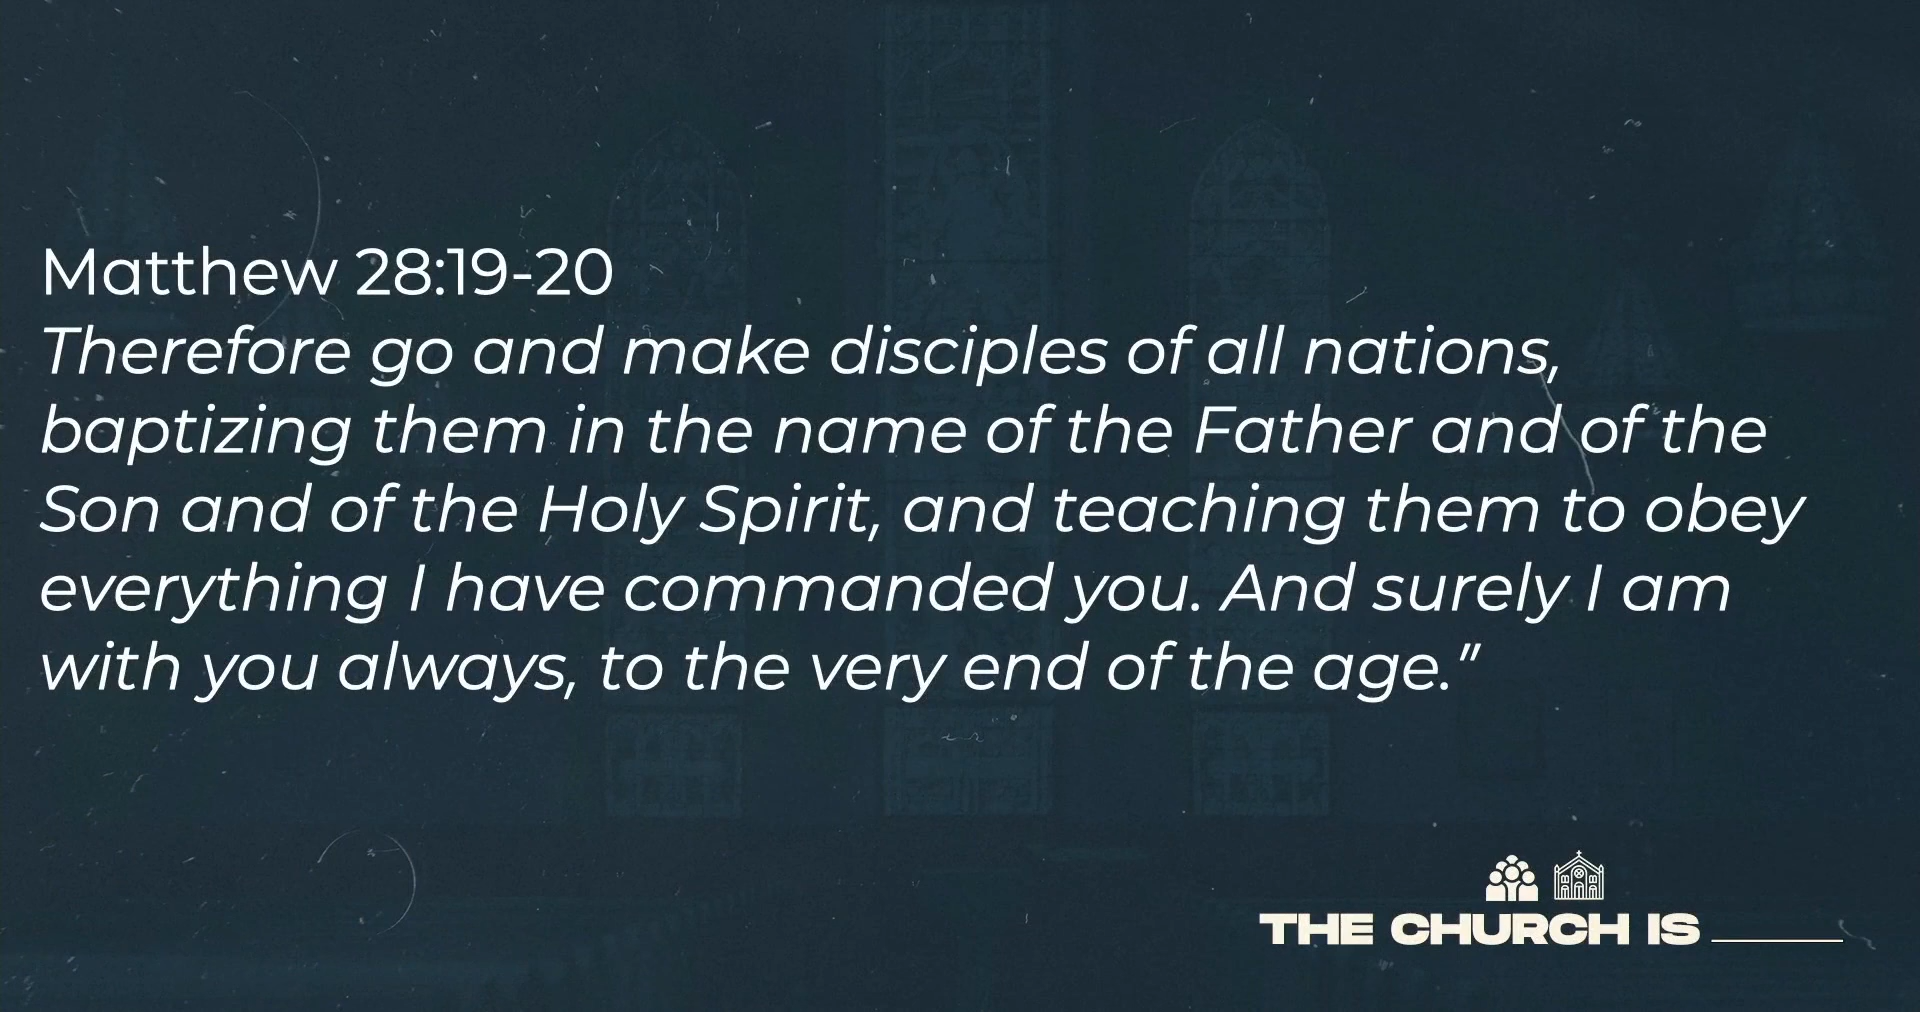 Matthew 28:19-20
Therefore go and make disciples of all nations,
baptizing them in the name of the Father and of the
Son and of the Holy Spirit, and teaching them to obey
everything I have commanded you. And surely I am
with you always, to the very end of the age."
THE CHURCH IS ______